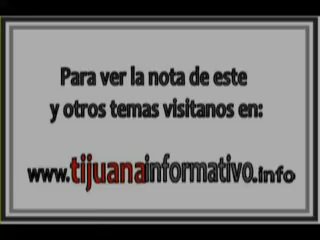 Para ver la nota de este
y otros temas visitanos en:
www.tijuanainformativo.info